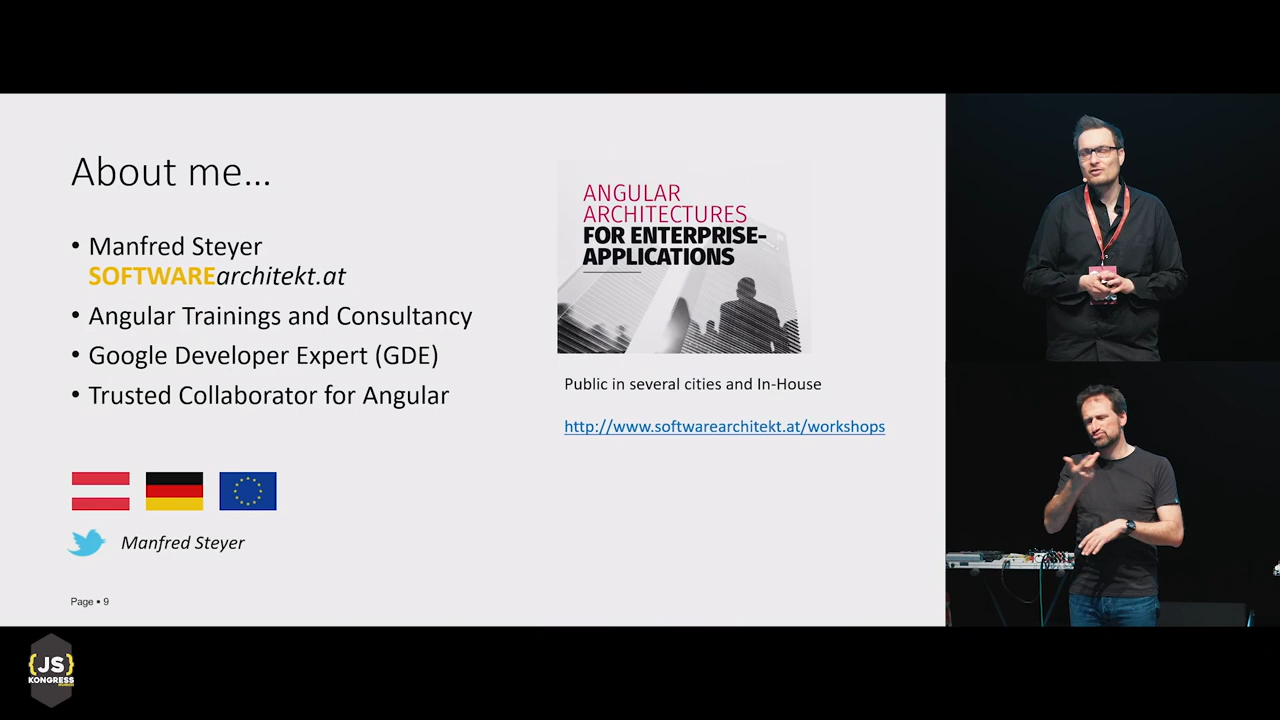 About me...
• Manfred Steyer
SOFTWAREarchitekt.at
• Angular Trainings and Consultancy
• Google Developer Expert (GDE)
• Trusted Collaborator for Angular
Manfred Steyer
Page ▪ 9
ANGULAR
ARCHITECTURES
FOR ENTERPRISE-
APPLICATIONS
Public in several cities and In-House
http://www.softwarearchitekt.at/workshops
{JS}
KONGRESS